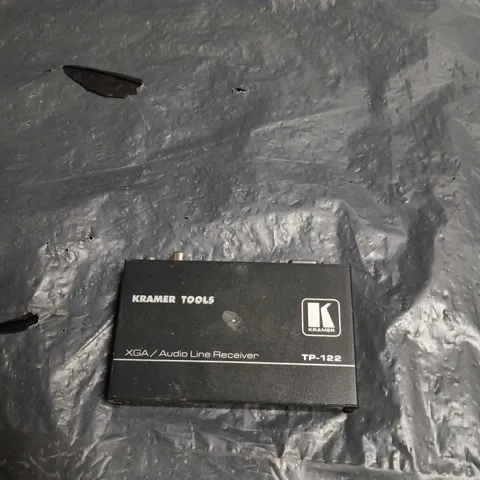 KRAMER TOOLS
K
KRAMER
XGA / Audio Line Receiver
TP-122